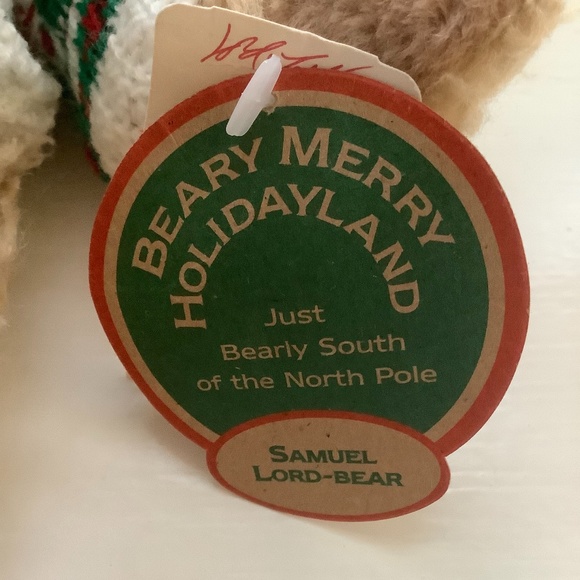 BEARY MERRY
HOLIDAYLAND
Just
Bearly South
of the North Pole
SAMUEL
LORD-BEAR